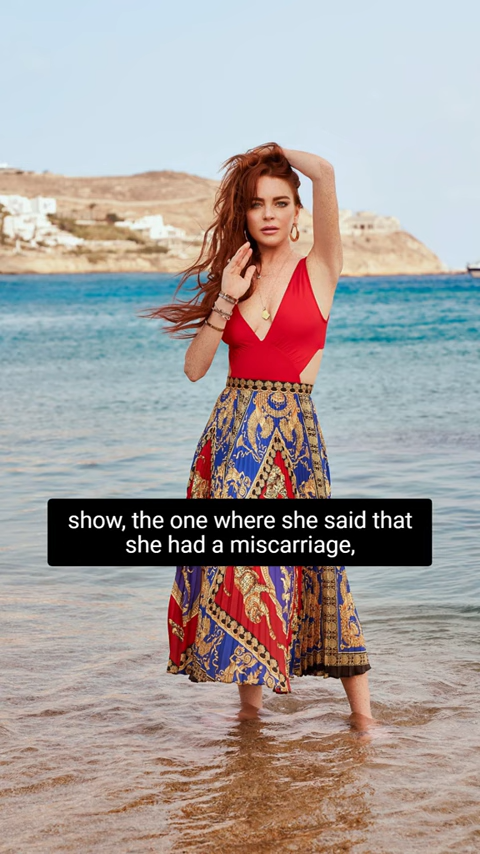 show, the one where she said that
she had a miscarriage,